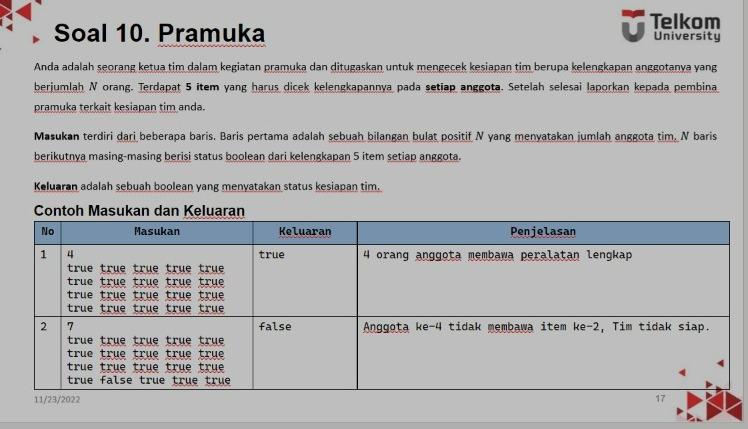 Soal 10. Pramuka
Telkom
University
Anda adalah seorang ketua tim dalam kegiatan pramuka dan ditugaskan untuk mengecek kesiapan tim berupa kelengkapan anggotanya yang
berjumlah N orang. Terdapat 5 item yang harus dicek kelengkapannya pada setiap anggota. Setelah selesai laporkan kepada pembina
pramuka terkait kesiapan tim anda.
Masukan terdiri dari beberapa baris. Baris pertama adalah sebuah bilangan bulat positif N yang menyatakan jumlah anggota tim. N baris
berikutnya masing-masing berisi status boolean dari kelengkapan 5 item setiap anggota.
Keluaran adalah sebuah boolean yang menyatakan status kesiapan tim.
Contoh Masukan dan Keluaran
No Masukan Keluaran Penjelasan
1 4 true 4 orang anggota membawa peralatan lengkap
true true true true true
true true true true true
true true true true true
true true true true true
2 7 false Anggota ke-4 tidak membawa item ke-2, Tim tidak siap.
true true true true true
true true true true true
true true true true true
true false true true true
11/23/2022 17